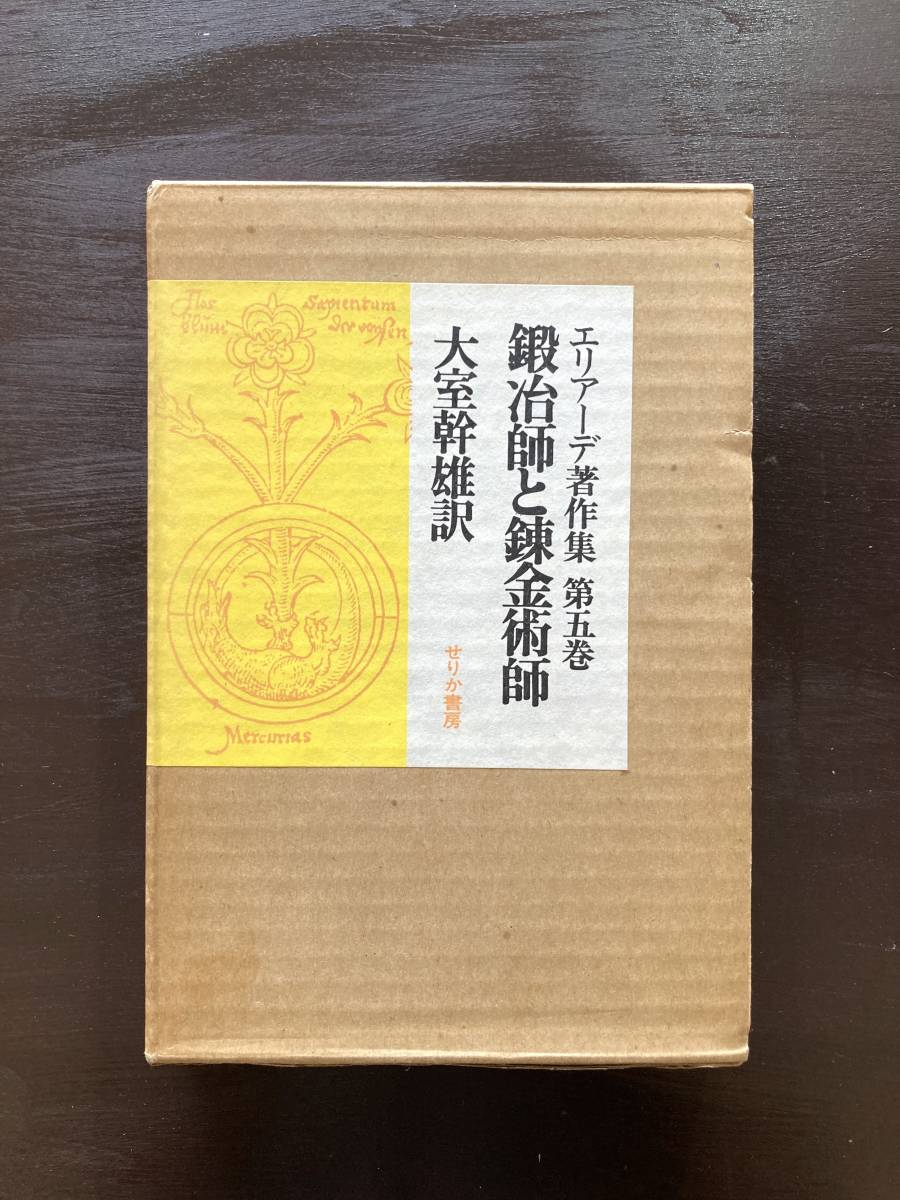 エリアーデ著作集 第五巻
鍛冶師と錬金術師
大室幹雄訳
せりか書房
Sapientum
Mercurias